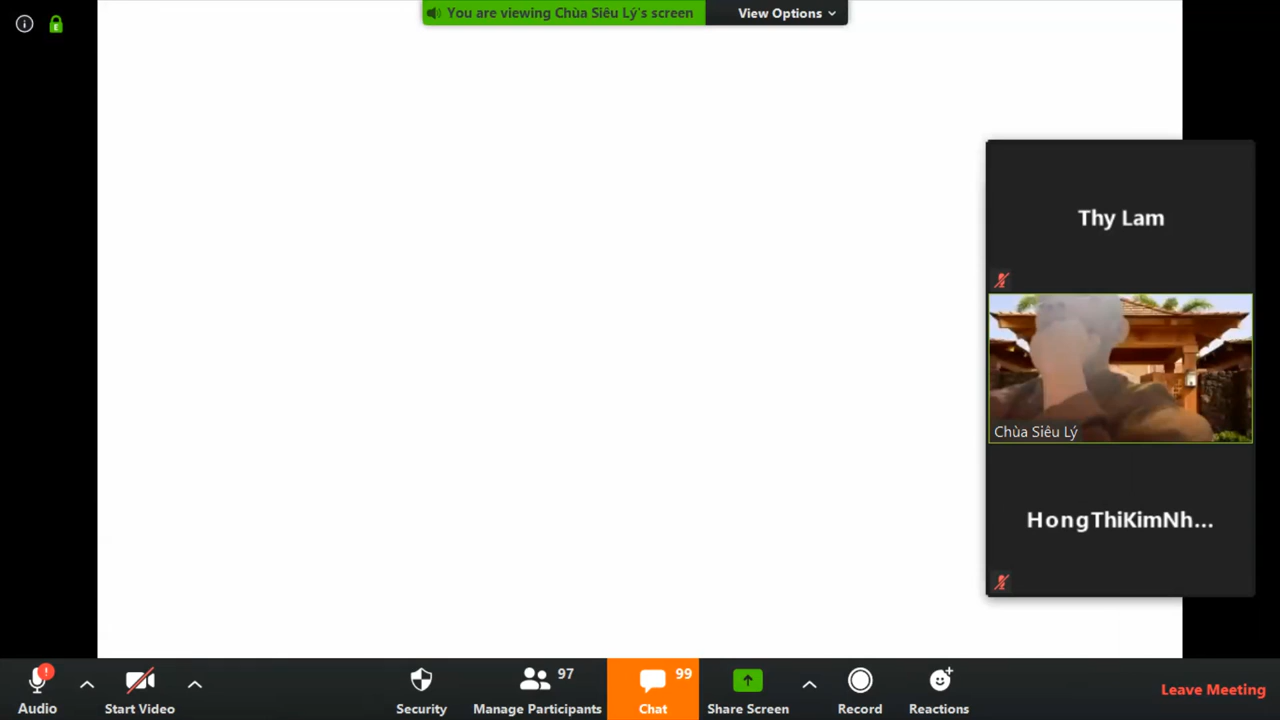 You are viewing Chùa Siêu Lý's screen
View Options
Thy Lam
Chùa Siêu Lý
HongThiKimNh...
97
99
Audio
Start Video
Security
Manage Participants
Chat
Share Screen
Record
Reactions
Leave Meeting